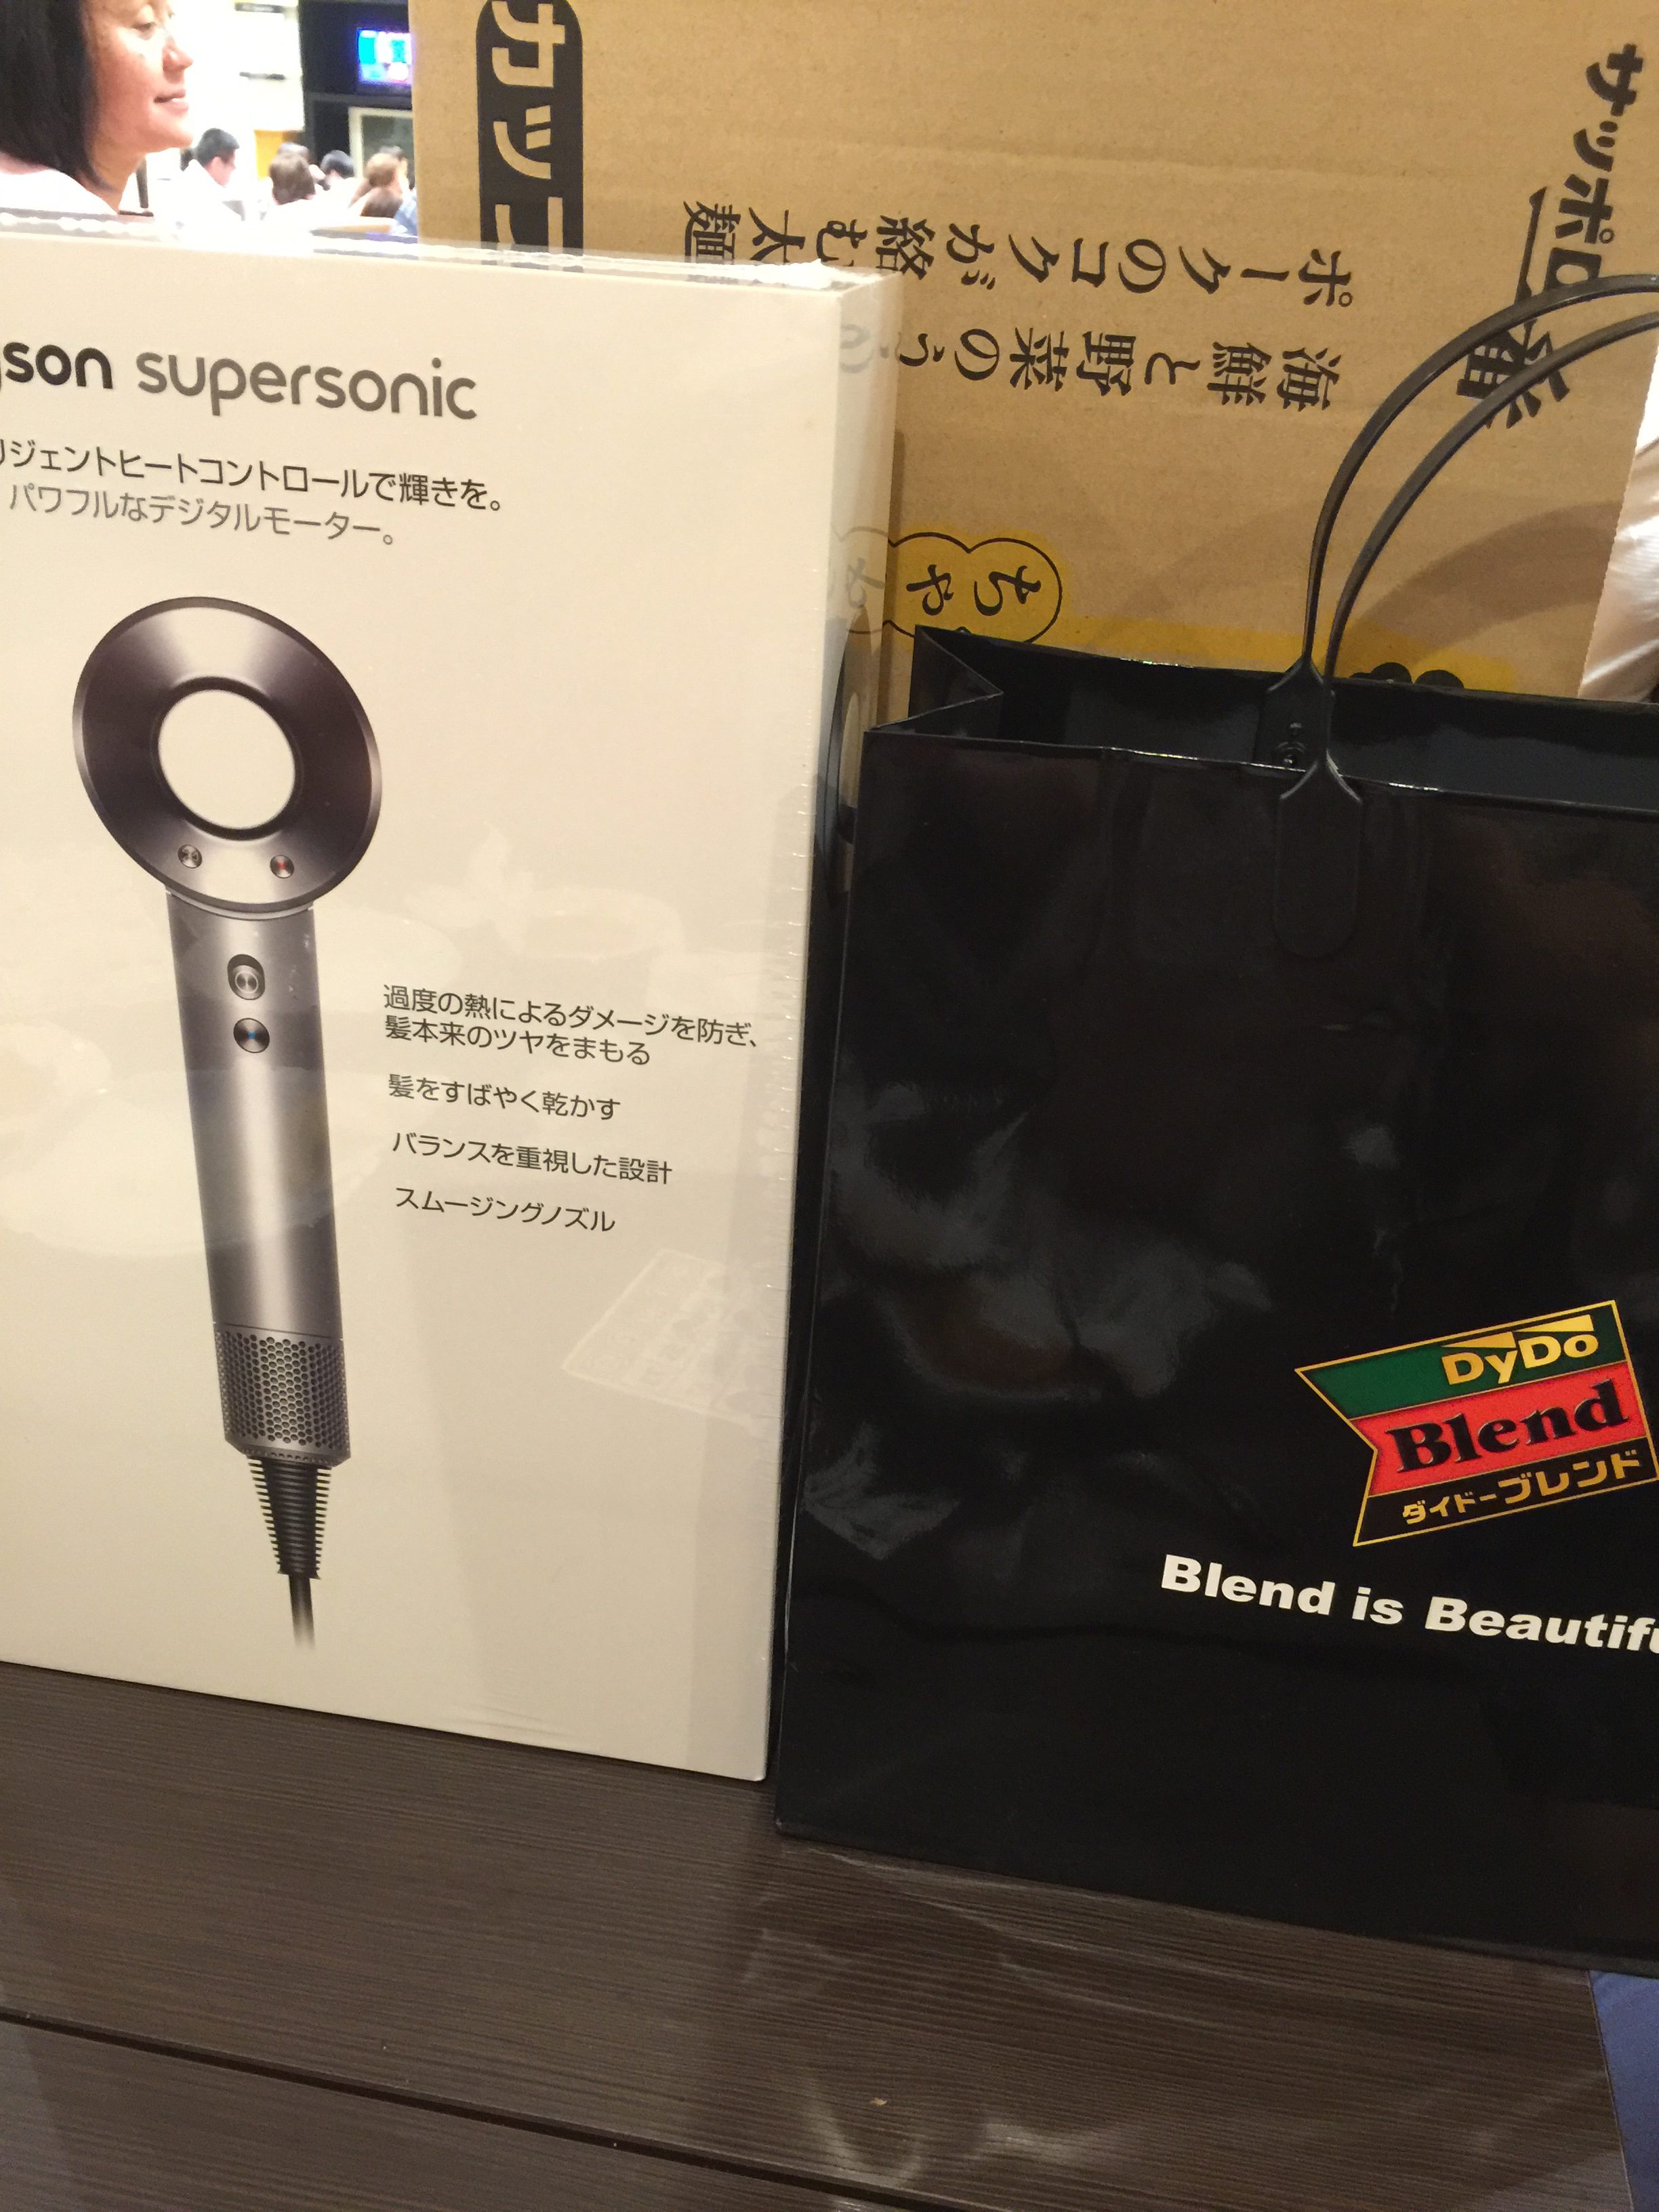 son supersonic
リジェントヒートコントロールで輝きを。
パワフルなデジタルモーター。
過度の熱によるダメージを防ぎ、
髪本来のツヤをまもる
髪をすばやく乾かす
バランスを重視した設計
スムージングノズル
サッポロ一番
海鮮と野菜のう
ポークのコクが絡む太麺
ちゃ
DyDo
Blend
ダイドーブレンド
Blend is Beautifu